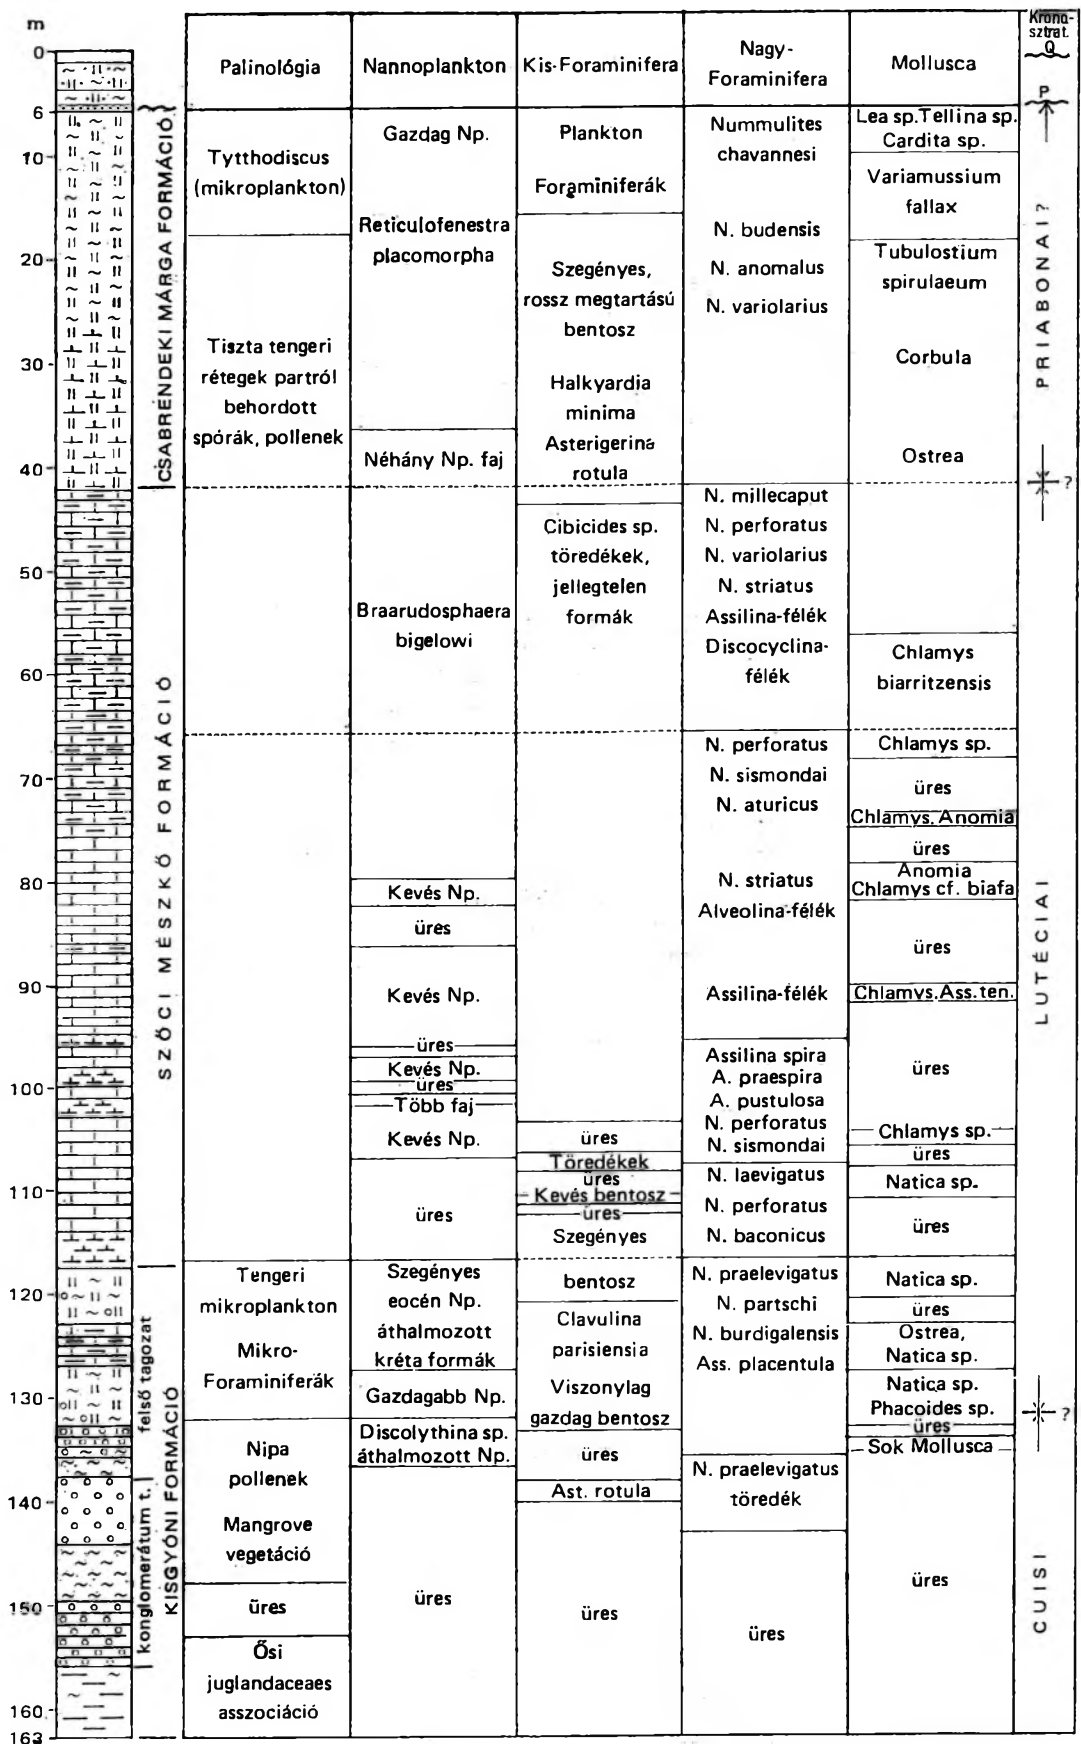 m
0
6
10
20
30
40
50
60
70
80
90
100
110
120
130
140
150
160
163
CSABRENDEKI MÁRGA FORMÁCIÓ
SZŐCI MÉSZKŐ FORMÁCIÓ
felső tagozat
konglomerátum t.
KISGYÓNI FORMÁCIÓ
Palinológia
Tytthodiscus
(mikroplankton)
Tiszta tengeri
rétegek partról
behordott
spórák, pollenek
Tengeri
mikroplankton
Mikro-
Foraminiferák
Nipa
pollenek
Mangrove
vegetáció
üres
Ősi
juglandaceaes
asszociáció
Nannoplankton
Gazdag Np.
Reticulofenestra
placomorpha
Néhány Np. faj
Braarudosphaera
bigelowi
Kevés Np.
üres
Kevés Np.
üres
Kevés Np.
üres
Több faj
Kevés Np.
üres
Szegényes
eocén Np.
áthalmozott
kréta formák
Gazdagabb Np.
Discolythina sp.
áthalmozott Np.
üres
Kis-Foraminifera
Plankton
Foraminiferák
Szegényes,
rossz megtartású
bentosz
Halkyardia
minima
Asterigerina
rotula
Cibicides sp.
töredékek,
jellegtelen
formák
üres
Töredékek
üres
Kevés bentosz
üres
Szegényes
bentosz
Clavulina
parisiensia
Viszonylag
gazdag bentosz
üres
Ast. rotula
üres
Nagy-
Foraminifera
Nummulites
chavannesi
N. budensis
N. anomalus
N. variolarius
N. millecaput
N. perforatus
N. variolarius
N. striatus
Assilina-félék
Discocyclina-
félék
N. perforatus
N. sismondai
N. aturicus
N. striatus
Alveolina-félék
Assilina-félék
Assilina spira
A. praespira
A. pustulosa
N. perforatus
N. sismondai
N. laevigatus
N. perforatus
N. baconicus
N. praelevigatus
N. partschi
N. burdigalensis
Ass. placentula
N. praelevigatus
töredék
üres
Mollusca
Lea sp. Tellina sp.
Cardita sp.
Variamussium
fallax
Tubulostium
spirulaeum
Corbula
Ostrea
Chlamys
biarritzensis
Chlamys sp.
üres
Chlamys. Anomia
üres
Anomia
Chlamys cf. biafa
üres
Chlamys. Ass. ten.
üres
Chlamys sp.
üres
Natica sp.
üres
Natica sp.
üres
Ostrea,
Natica sp.
Natica sp.
Phacoides sp.
üres
Sok Mollusca
üres
Krono-
sztrat.
Q
P
PRIABONAI?
?
LUTÉCIAI
?
CUISI